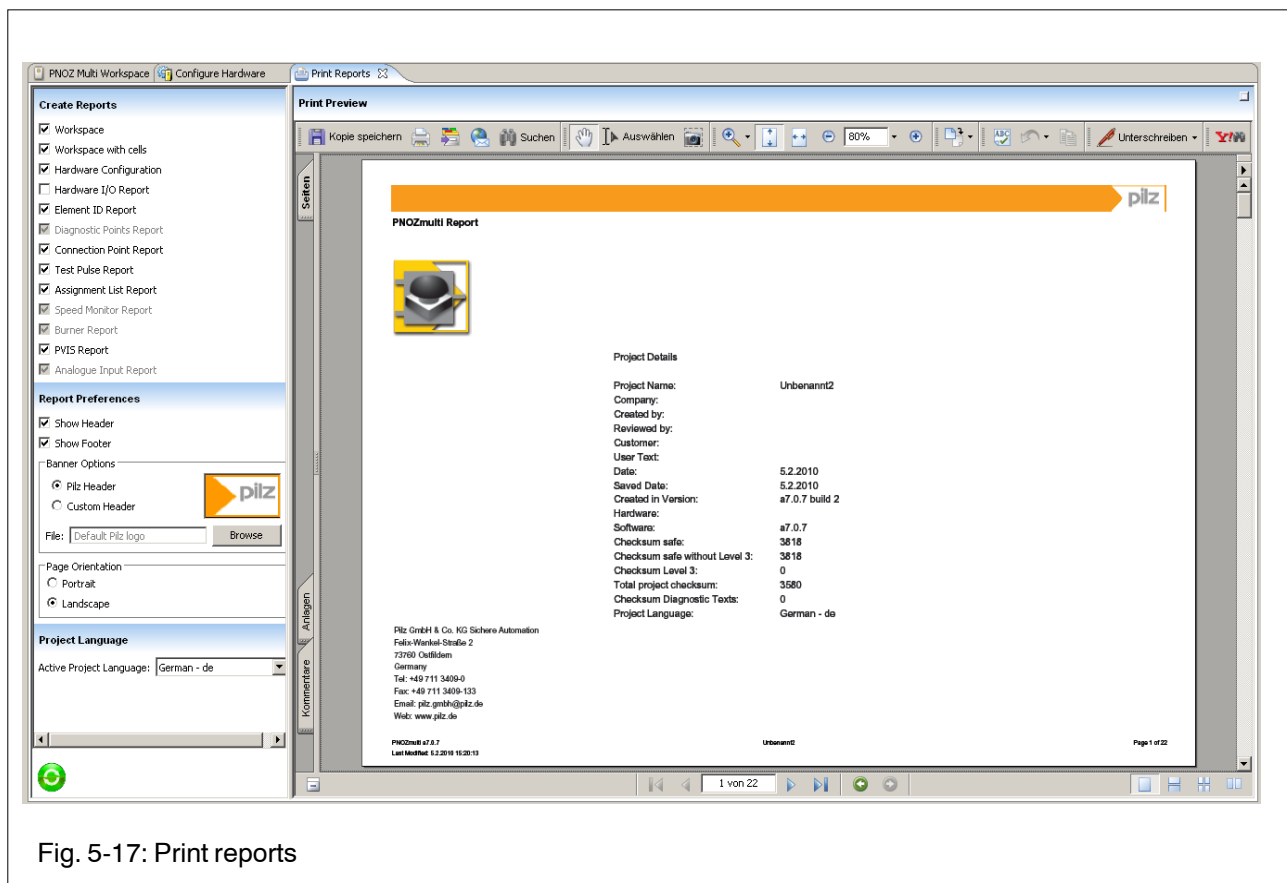 PNOZ Multi Workspace Configure Hardware Print Reports
Create Reports
Workspace
Workspace with cells
Hardware Configuration
Hardware I/O Report
Element ID Report
Diagnostic Points Report
Connection Point Report
Test Pulse Report
Assignment List Report
Speed Monitor Report
Burner Report
PVIS Report
Analogue Input Report
Report Preferences
Show Header
Show Footer
Banner Options
Pilz Header
Custom Header
pilz
File: Default Pilz logo Browse
Page Orientation
Portrait
Landscape
Project Language
Active Project Language: German - de
Print Preview
Kopie speichern Suchen Auswählen 80% Unterschreiben Y!
Seiten
Anlagen
Kommentare
pilz
PNOZmulti Report
Project Details
Project Name: Unbenannt2
Company:
Created by:
Reviewed by:
Customer:
User Text:
Date: 5.2.2010
Saved Date: 5.2.2010
Created in Version: a7.0.7 build 2
Hardware:
Software: a7.0.7
Checksum safe: 3818
Checksum safe without Level 3: 3818
Checksum Level 3: 0
Total project checksum: 3580
Checksum Diagnostic Texts: 0
Project Language: German - de
Pilz GmbH & Co. KG Sichere Automation
Felix-Wankel-Straße 2
73760 Ostfildern
Germany
Tel: +49 711 3409-0
Fax: +49 711 3409-133
Email: pilz.gmbh@pilz.de
Web: www.pilz.de
PNOZmulti a7.0.7 Unbenannt2 Page 1 of 22
Last Modified: 5.2.2010 15:20:13
1 von 22
Fig. 5-17: Print reports